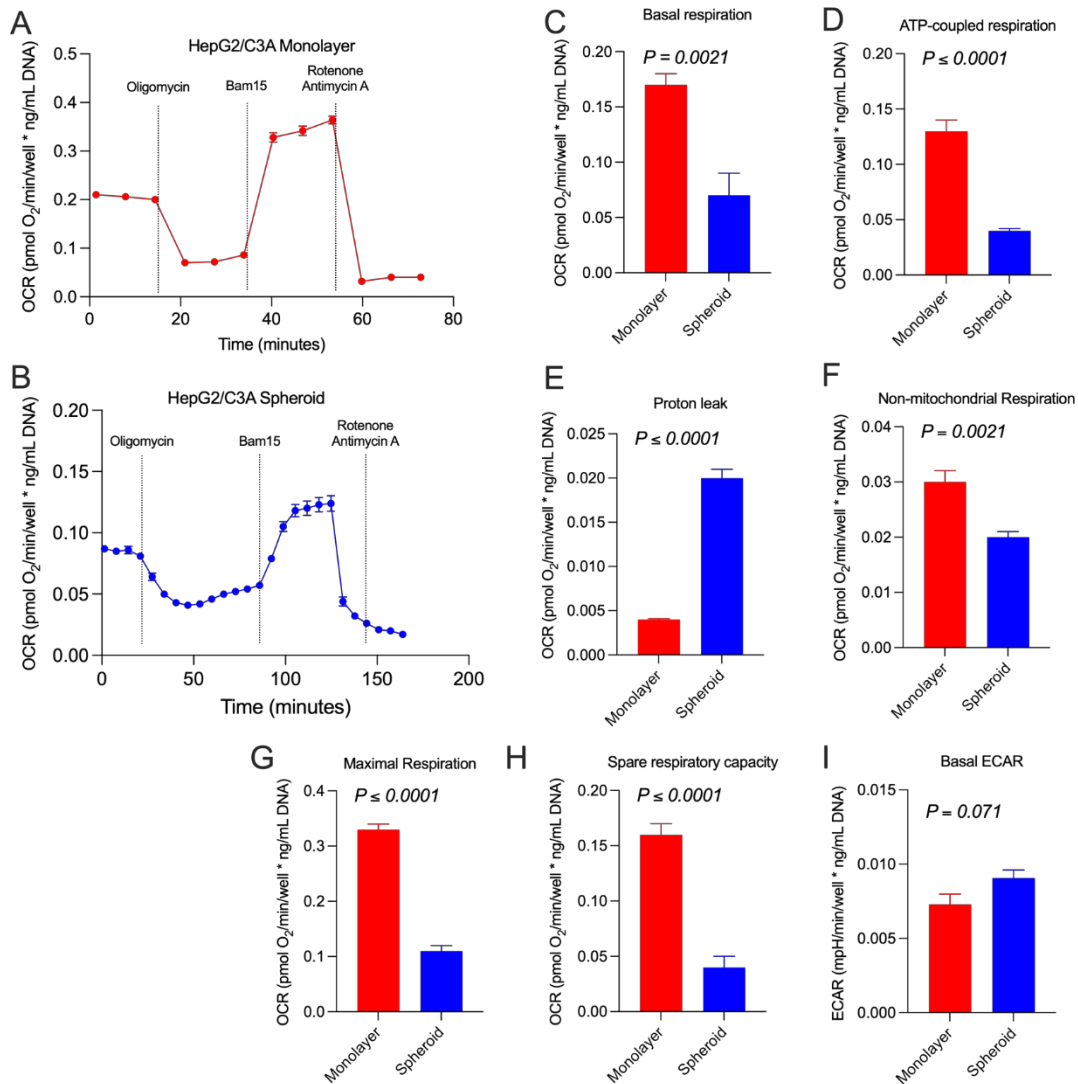 A
HepG2/C3A Monolayer
OCR (pmol O2/min/well * ng/mL DNA)
0.5
0.4
0.3
0.2
0.1
0.0
Oligomycin
Bam15
Rotenone
Antimycin A
0
20
40
60
80
Time (minutes)
B
HepG2/C3A Spheroid
OCR (pmol O2/min/well * ng/mL DNA)
0.20
0.15
0.10
0.05
0.00
Oligomycin
Bam15
Rotenone
Antimycin A
0
50
100
150
200
Time (minutes)
C
Basal respiration
OCR (pmol O2/min/well * ng/mL DNA)
P = 0.0021
0.20
0.15
0.10
0.05
0.00
Monolayer
Spheroid
D
ATP-coupled respiration
OCR (pmol O2/min/well * ng/mL DNA)
P ≤ 0.0001
0.20
0.15
0.10
0.05
0.00
Monolayer
Spheroid
E
Proton leak
OCR (pmol O2/min/well * ng/mL DNA)
P ≤ 0.0001
0.025
0.020
0.015
0.010
0.005
0.000
Monolayer
Spheroid
F
Non-mitochondrial Respiration
OCR (pmol O2/min/well * ng/mL DNA)
P = 0.0021
0.04
0.03
0.02
0.01
0.00
Monolayer
Spheroid
G
Maximal Respiration
OCR (pmol O2/min/well * ng/mL DNA)
P ≤ 0.0001
0.4
0.3
0.2
0.1
0.0
Monolayer
Spheroid
H
Spare respiratory capacity
OCR (pmol O2/min/well * ng/mL DNA)
P ≤ 0.0001
0.20
0.15
0.10
0.05
0.00
Monolayer
Spheroid
I
Basal ECAR
ECAR (mpH/min/well * ng/mL DNA)
P = 0.071
0.015
0.010
0.005
0.000
Monolayer
Spheroid